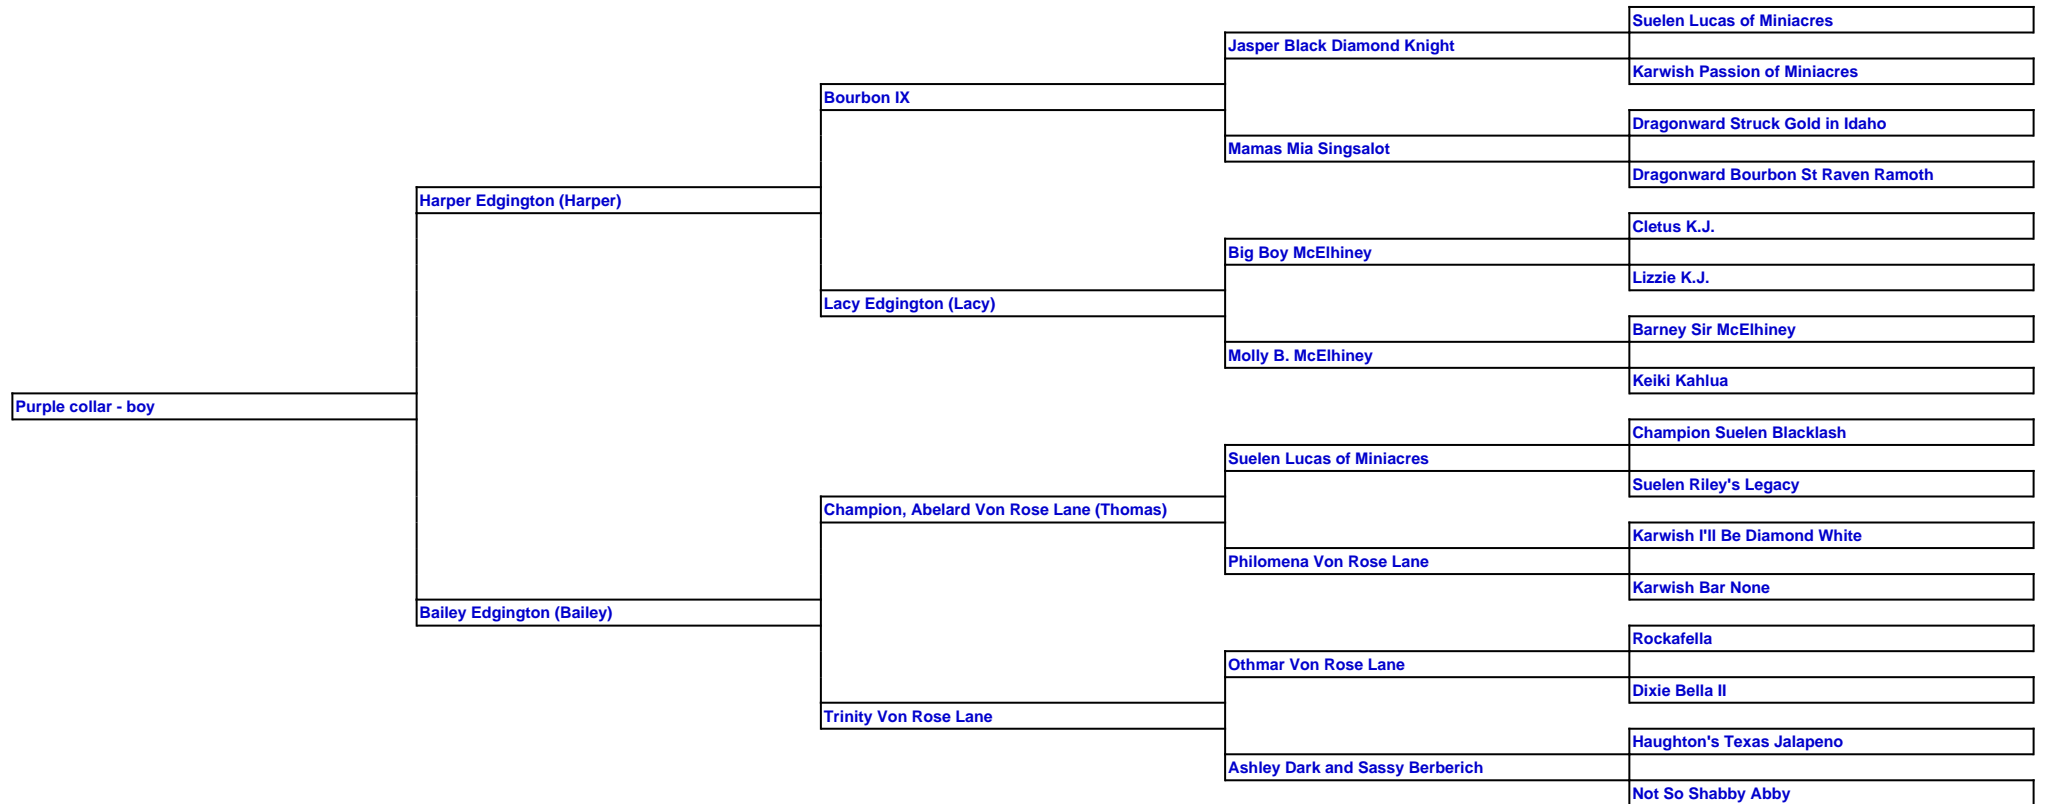 Suelen Lucas of Miniacres
Jasper Black Diamond Knight
Karwish Passion of Miniacres
Bourbon IX
Dragonward Struck Gold in Idaho
Mamas Mia Singsalot
Dragonward Bourbon St Raven Ramoth
Harper Edgington (Harper)
Cletus K.J.
Big Boy McElhiney
Lizzie K.J.
Lacy Edgington (Lacy)
Barney Sir McElhiney
Molly B. McElhiney
Keiki Kahlua
Purple collar - boy
Champion Suelen Blacklash
Suelen Lucas of Miniacres
Suelen Riley's Legacy
Champion, Abelard Von Rose Lane (Thomas)
Karwish I'll Be Diamond White
Philomena Von Rose Lane
Karwish Bar None
Bailey Edgington (Bailey)
Rockafella
Othmar Von Rose Lane
Dixie Bella II
Trinity Von Rose Lane
Haughton's Texas Jalapeno
Ashley Dark and Sassy Berberich
Not So Shabby Abby